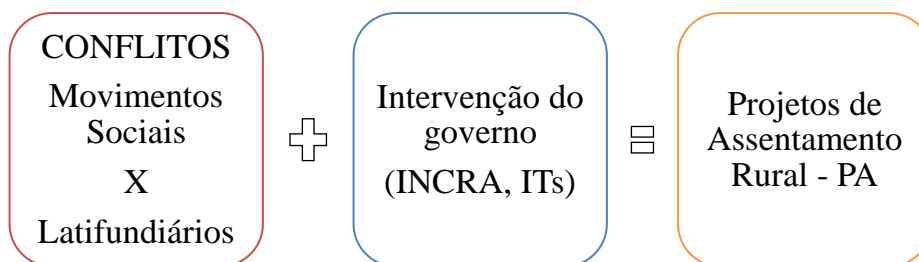 CONFLITOS
Movimentos
Sociais
X
Latifundiários
Intervenção do
governo
(INCRA, ITs)
Projetos de
Assentamento
Rural - PA